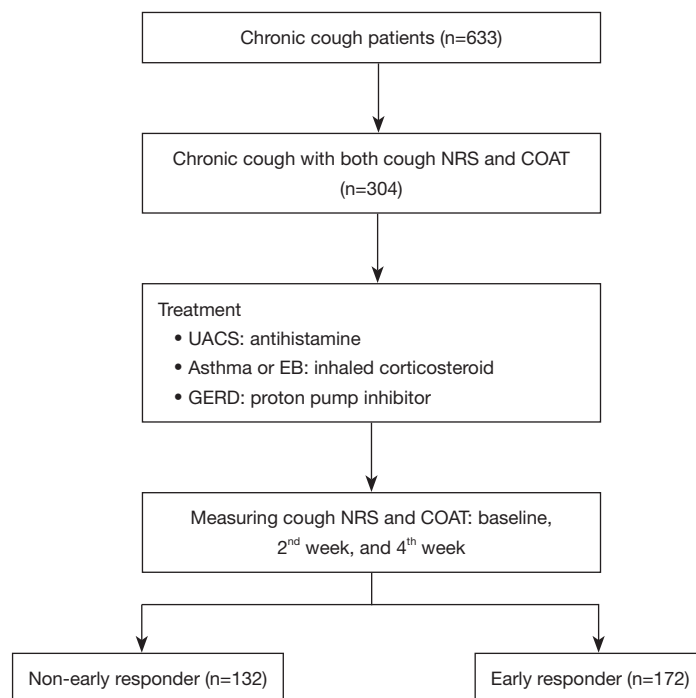 Chronic cough patients (n=633)
Chronic cough with both cough NRS and COAT
(n=304)
Treatment
• UACS: antihistamine
• Asthma or EB: inhaled corticosteroid
• GERD: proton pump inhibitor
Measuring cough NRS and COAT: baseline,
2nd week, and 4th week
Non-early responder (n=132)
Early responder (n=172)